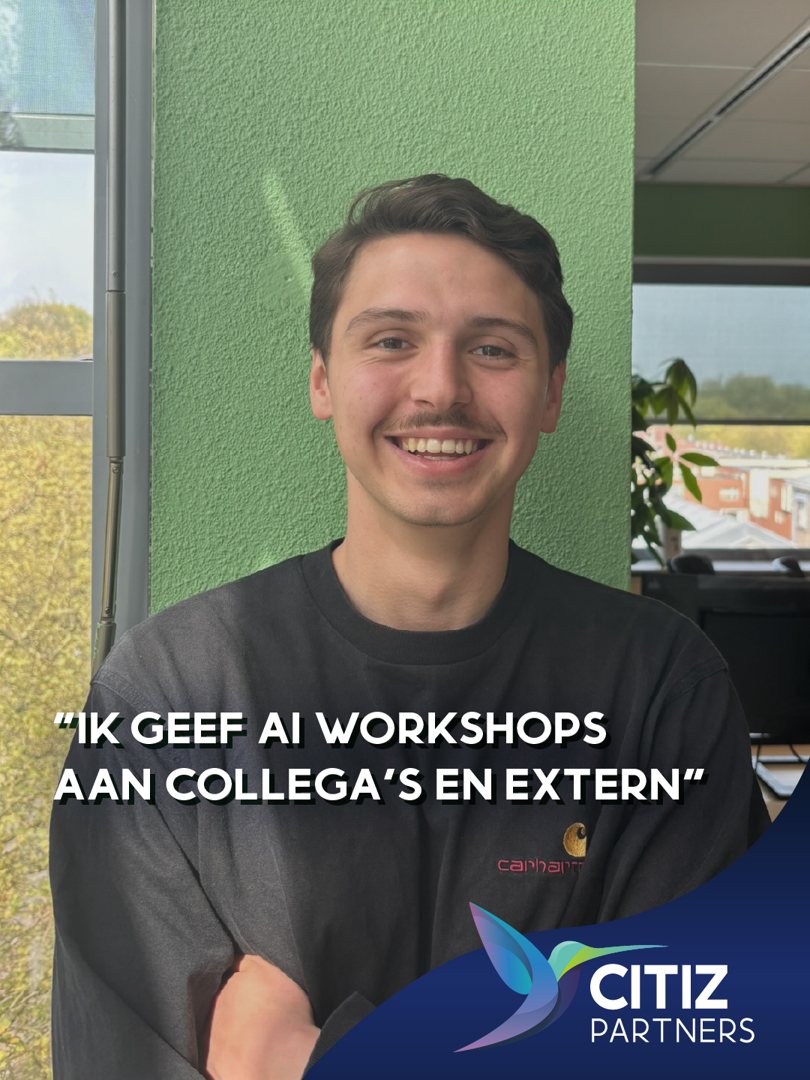 “IK GEEF AI WORKSHOPS
AAN COLLEGA‘S EN EXTERN”
CITIZ
PARTNERS